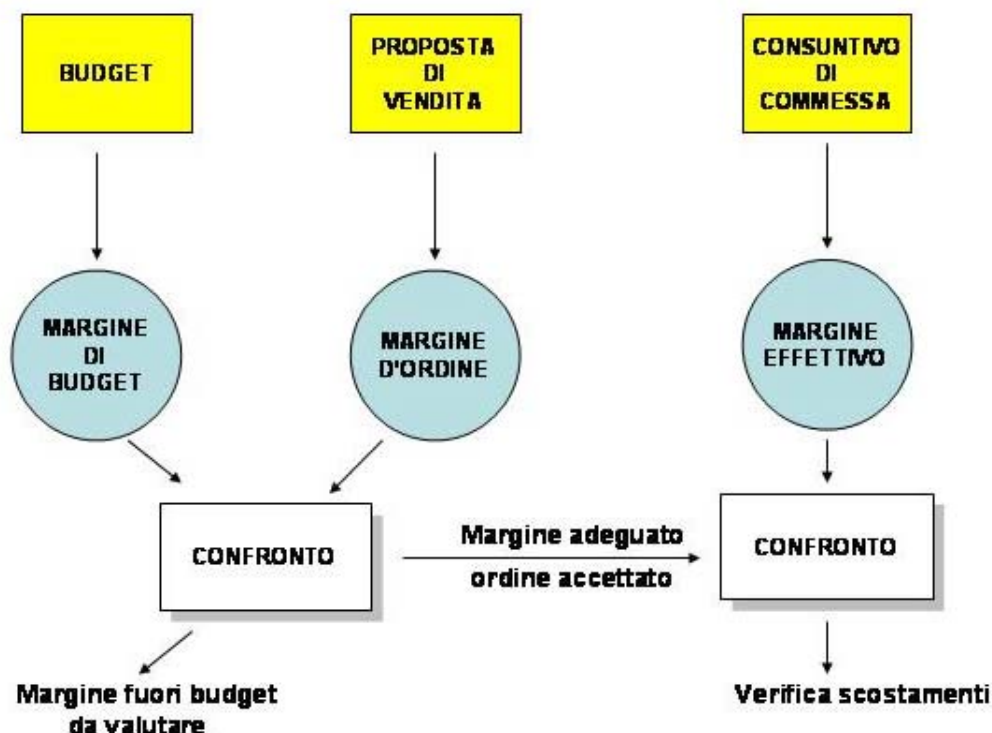 BUDGET
PROPOSTA
DI
VENDITA
CONSUNTIVO
DI
COMMESSA
MARGINE
DI
BUDGET
MARGINE
D'ORDINE
MARGINE
EFFETTIVO
CONFRONTO
Margine adeguato
ordine accettato
CONFRONTO
Margine fuori budget
da valutare
Verifica scostamenti